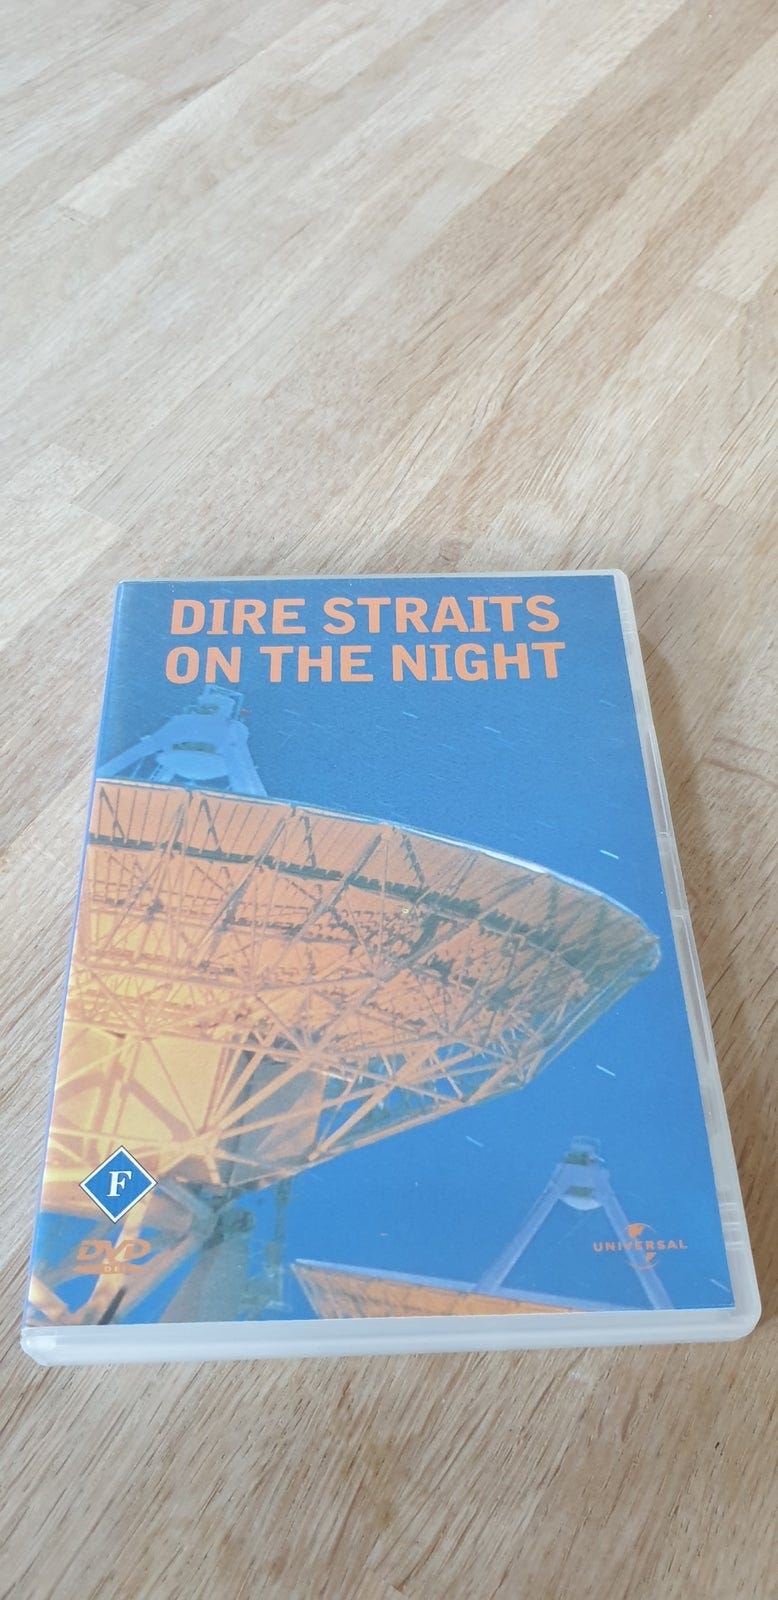 DIRE STRAITS
ON THE NIGHT
F
DVD
UNIVERSAL